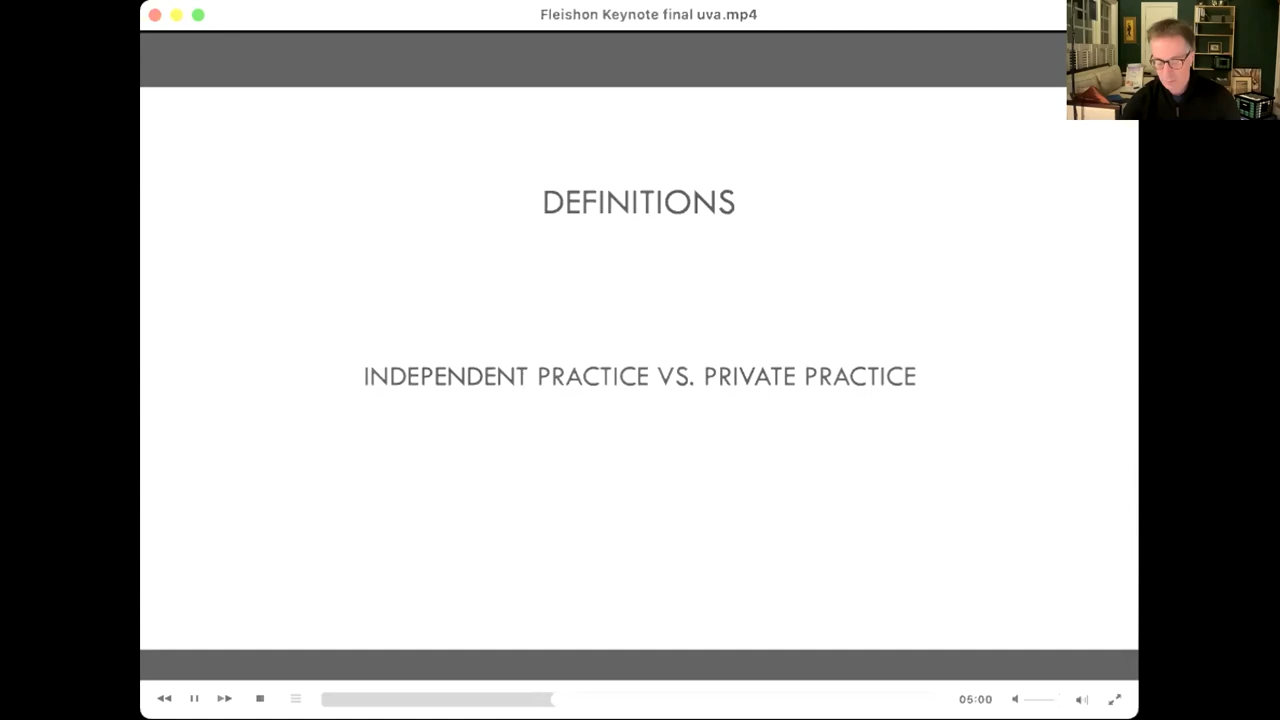 Fleishon Keynote final uva.mp4
DEFINITIONS
INDEPENDENT PRACTICE VS. PRIVATE PRACTICE
05:00